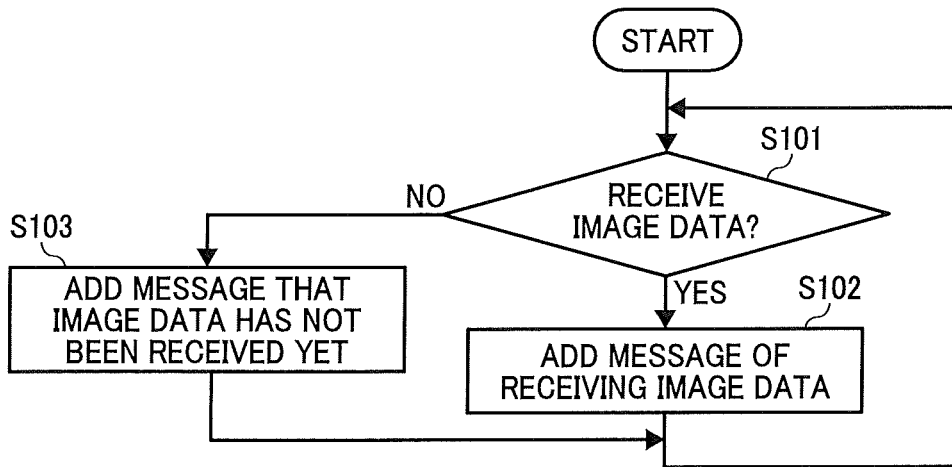 START
S101
RECEIVE
IMAGE DATA?
NO
S103
ADD MESSAGE THAT
IMAGE DATA HAS NOT
BEEN RECEIVED YET
YES
S102
ADD MESSAGE OF
RECEIVING IMAGE DATA